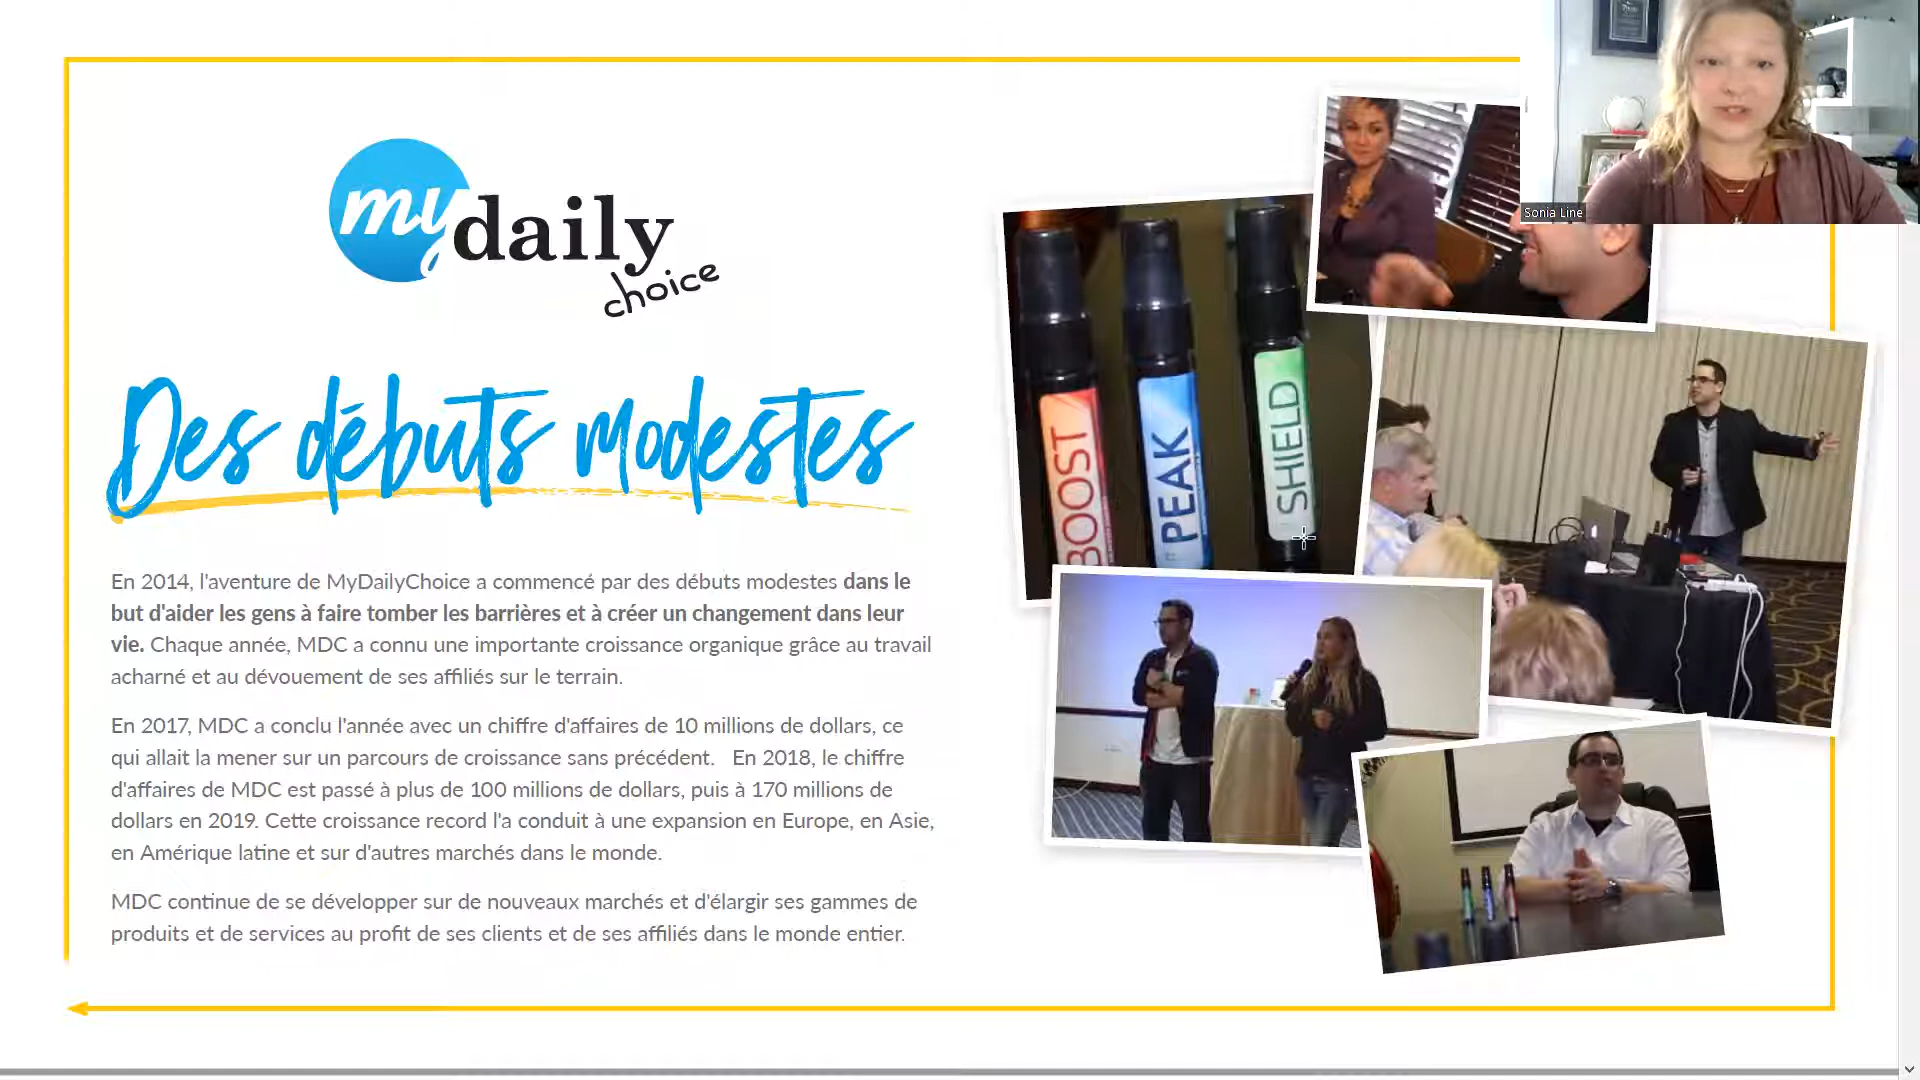 Sonia Line
my daily
choice
Des débuts modestes
BOOST
PEAK
SHIELD
En 2014, l'aventure de MyDailyChoice a commencé par des débuts modestes dans le
but d'aider les gens à faire tomber les barrières et à créer un changement dans leur
vie. Chaque année, MDC a connu une importante croissance organique grâce au travail
acharné et au dévouement de ses affiliés sur le terrain.
En 2017, MDC a conclu l'année avec un chiffre d'affaires de 10 millions de dollars, ce
qui allait la mener sur un parcours de croissance sans précédent. En 2018, le chiffre
d'affaires de MDC est passé à plus de 100 millions de dollars, puis à 170 millions de
dollars en 2019. Cette croissance record l'a conduit à une expansion en Europe, en Asie,
en Amérique latine et sur d'autres marchés dans le monde.
MDC continue de se développer sur de nouveaux marchés et d'élargir ses gammes de
produits et de services au profit de ses clients et de ses affiliés dans le monde entier.